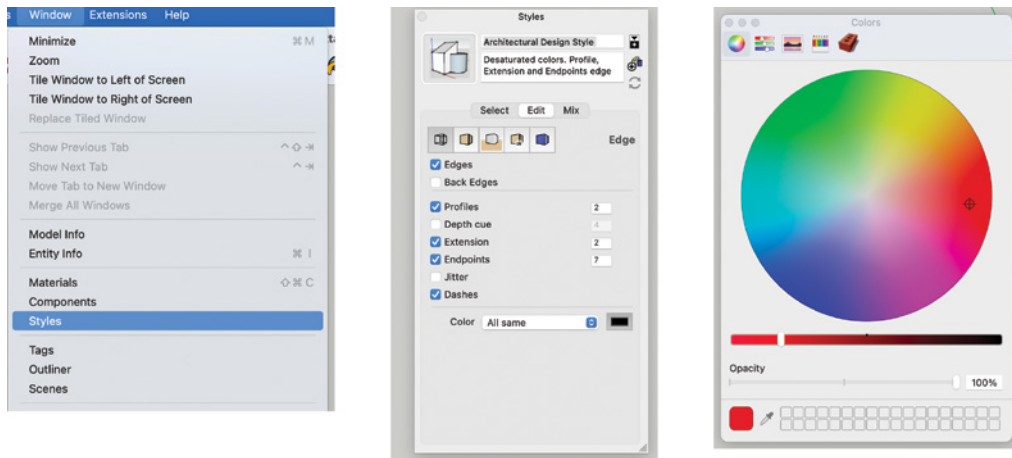 Window Extensions Help
Minimize ⌘ M
Zoom
Tile Window to Left of Screen
Tile Window to Right of Screen
Replace Tiled Window
Show Previous Tab
Show Next Tab
Move Tab to New Window
Merge All Windows
Model Info
Entity Info ⌘ I
Materials ⇧ ⌘ C
Components
Styles
Tags
Outliner
Scenes
Styles
Architectural Design Style
Desaturated colors. Profile,
Extension and Endpoints edge
Select Edit Mix
Edge
Edges
Back Edges
Profiles 2
Depth cue 4
Extension 2
Endpoints 7
Jitter
Dashes
Color All same
Colors
Opacity
100%